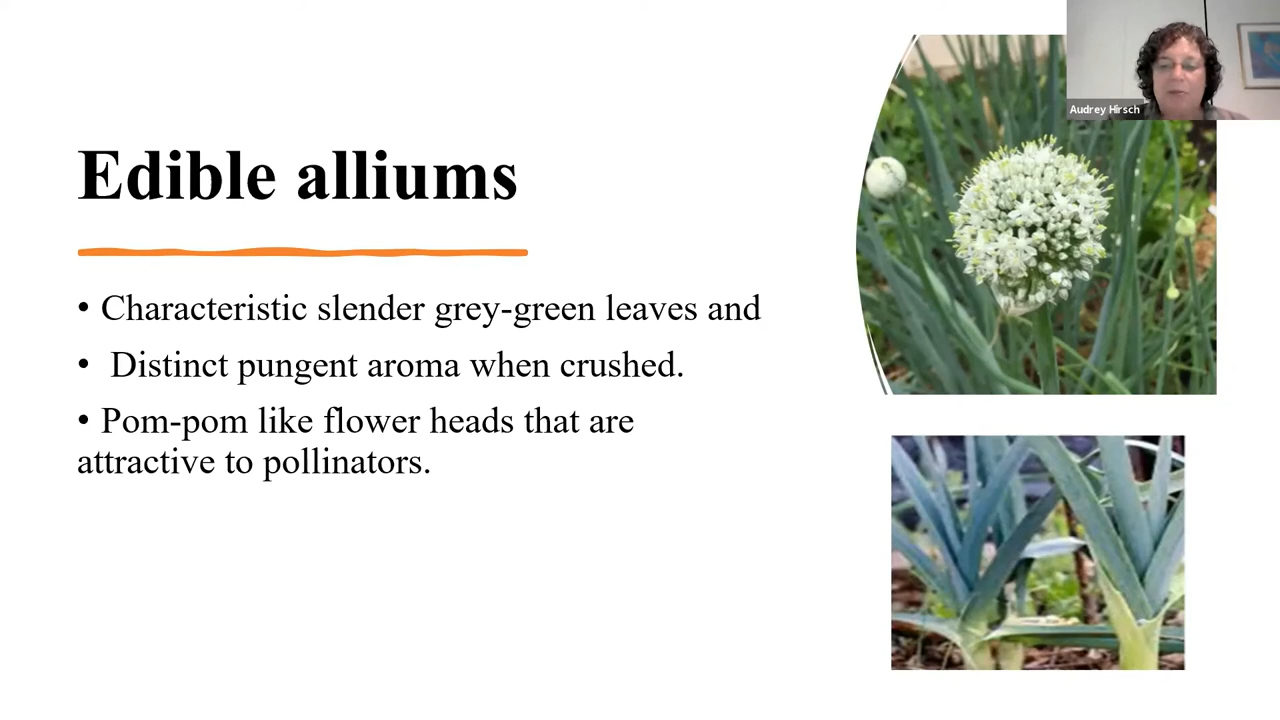 Edible alliums
• Characteristic slender grey-green leaves and
• Distinct pungent aroma when crushed.
• Pom-pom like flower heads that are
attractive to pollinators.
Audrey Hirsch